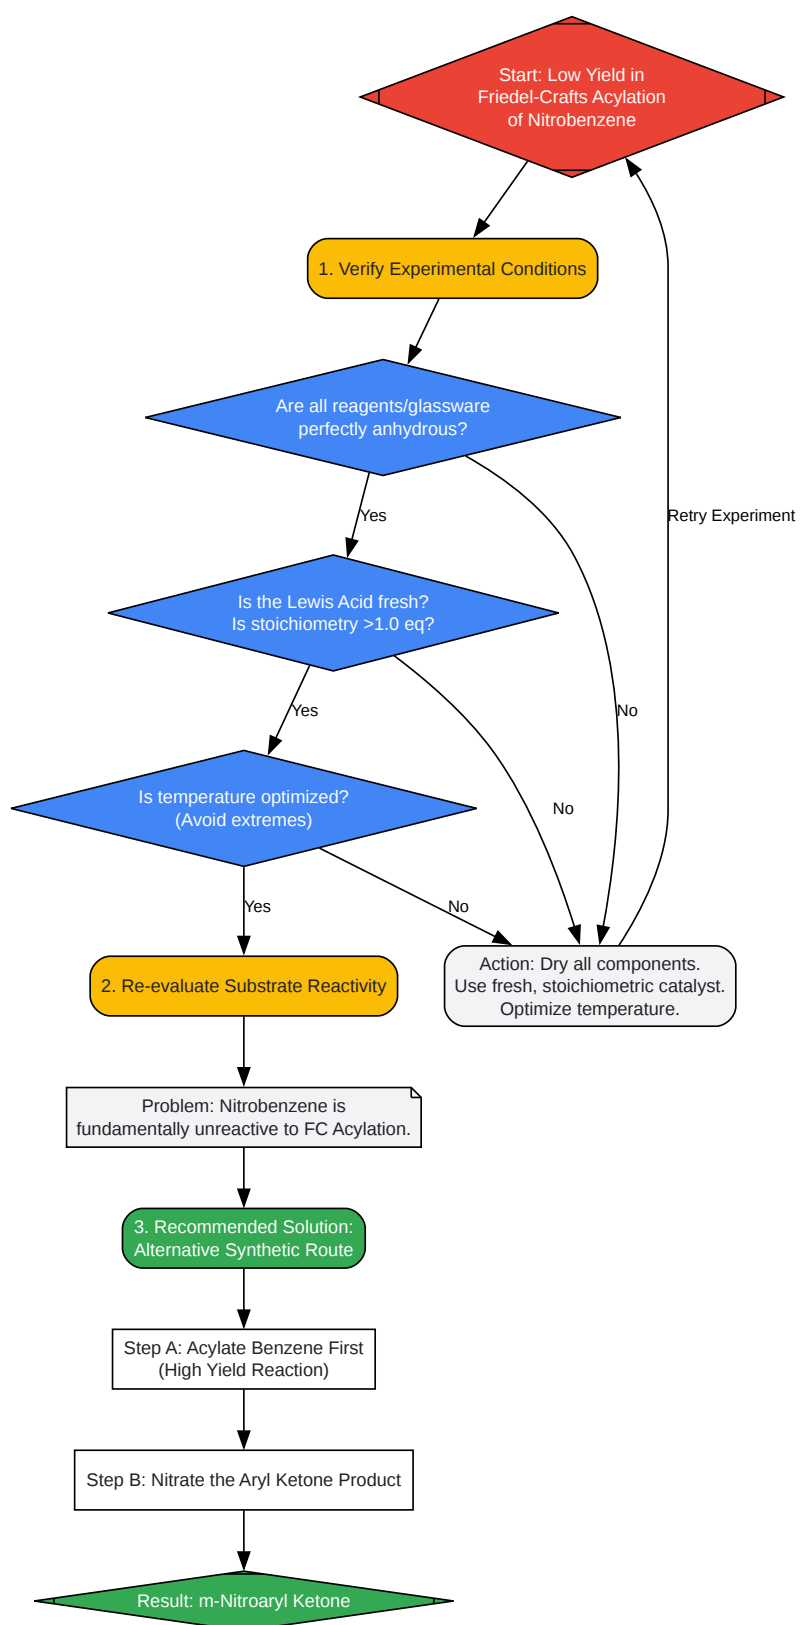 Start: Low Yield in
Friedel-Crafts Acylation
of Nitrobenzene
1. Verify Experimental Conditions
Are all reagents/glassware
perfectly anhydrous?
Yes
Retry Experiment
Is the Lewis Acid fresh?
Is stoichiometry >1.0 eq?
Yes
No
Is temperature optimized?
(Avoid extremes)
No
Yes
No
Action: Dry all components.
Use fresh, stoichiometric catalyst.
Optimize temperature.
2. Re-evaluate Substrate Reactivity
Problem: Nitrobenzene is
fundamentally unreactive to FC Acylation.
3. Recommended Solution:
Alternative Synthetic Route
Step A: Acylate Benzene First
(High Yield Reaction)
Step B: Nitrate the Aryl Ketone Product
Result: m-Nitroaryl Ketone